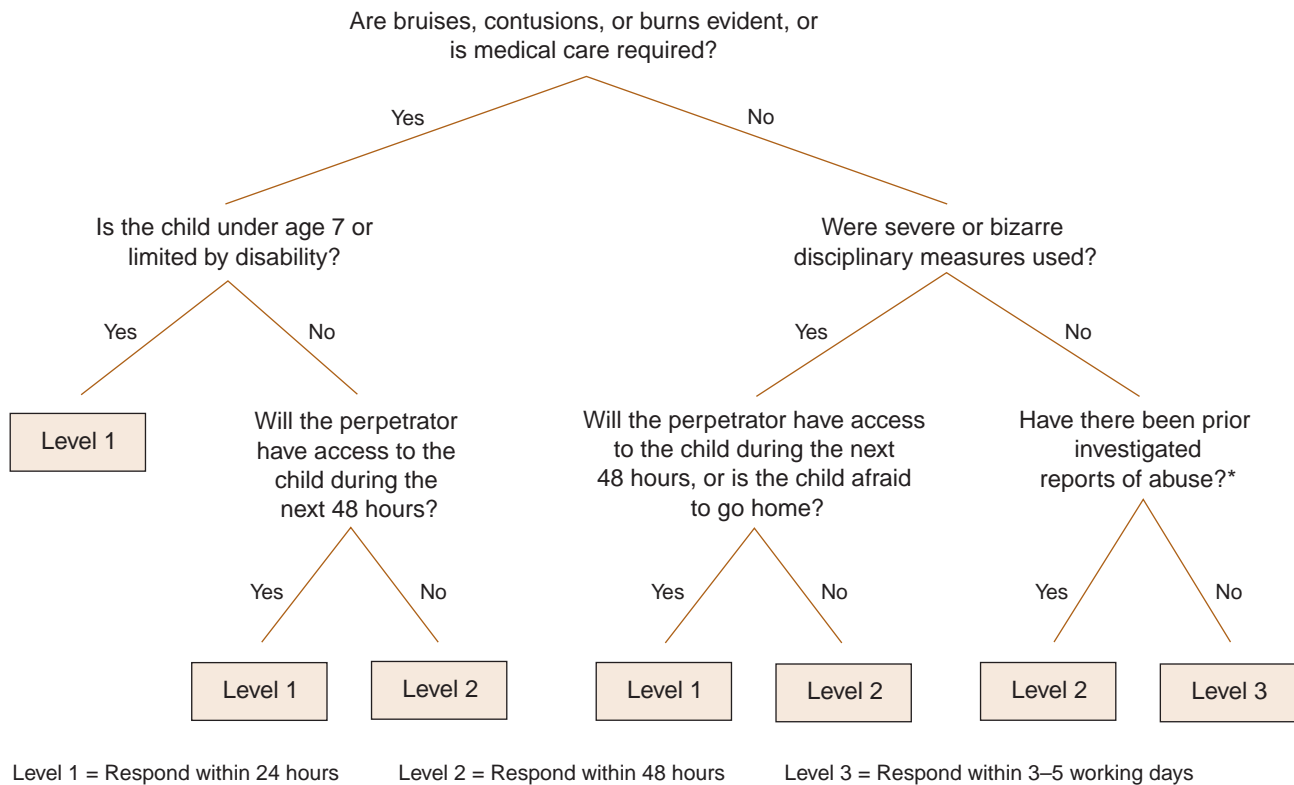 Are bruises, contusions, or burns evident, or
is medical care required?
Yes
No
Is the child under age 7 or
limited by disability?
Were severe or bizarre
disciplinary measures used?
Yes
No
Yes
No
Level 1
Will the perpetrator
have access to the
child during the
next 48 hours?
Will the perpetrator have access
to the child during the next
48 hours, or is the child afraid
to go home?
Have there been prior
investigated
reports of abuse?*
Yes
No
Yes
No
Yes
No
Level 1
Level 2
Level 1
Level 2
Level 2
Level 3
Level 1 = Respond within 24 hours
Level 2 = Respond within 48 hours
Level 3 = Respond within 3–5 working days